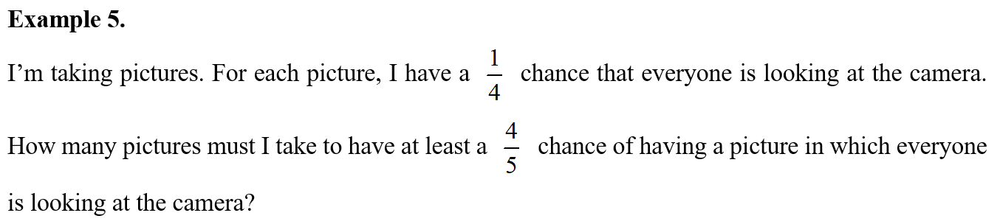 Example 5.
I’m taking pictures. For each picture, I have a 1/4 chance that everyone is looking at the camera.
How many pictures must I take to have at least a 4/5 chance of having a picture in which everyone
is looking at the camera?